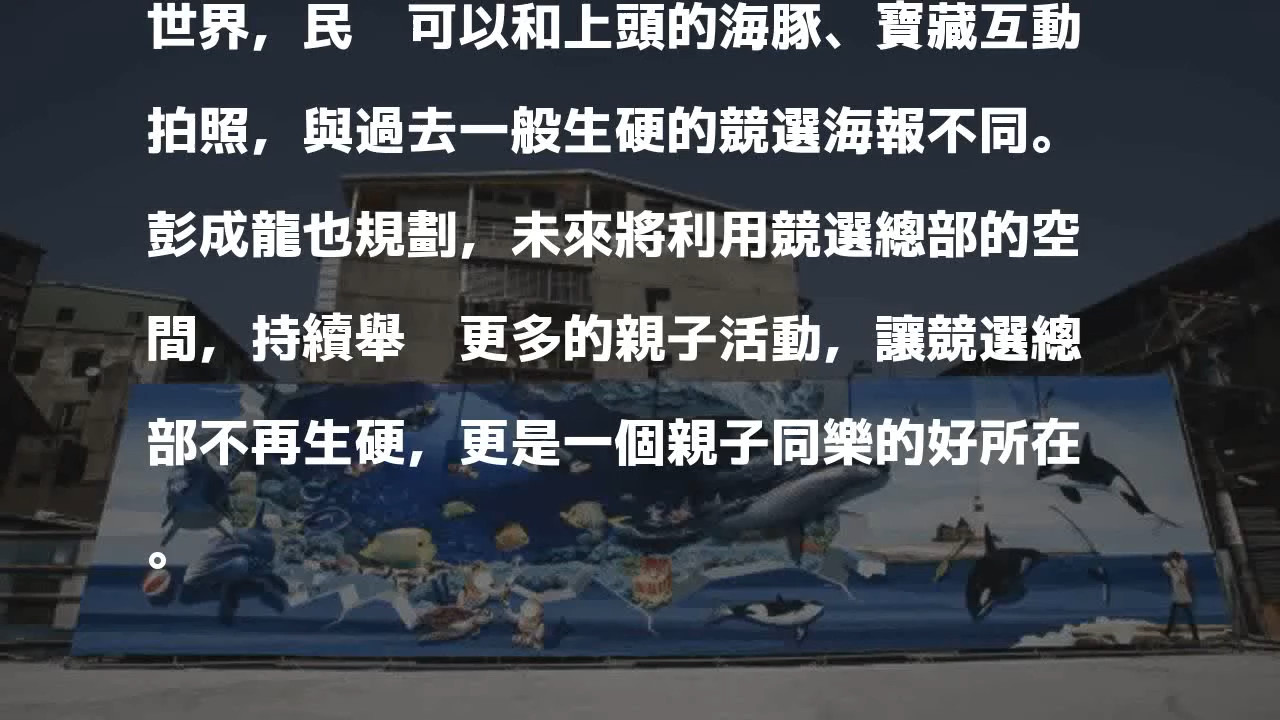 世界，民　可以和上頭的海豚、寶藏互動
拍照，與過去一般生硬的競選海報不同。
彭成龍也規劃，未來將利用競選總部的空
間，持續舉　更多的親子活動，讓競選總
部不再生硬，更是一個親子同樂的好所在
。